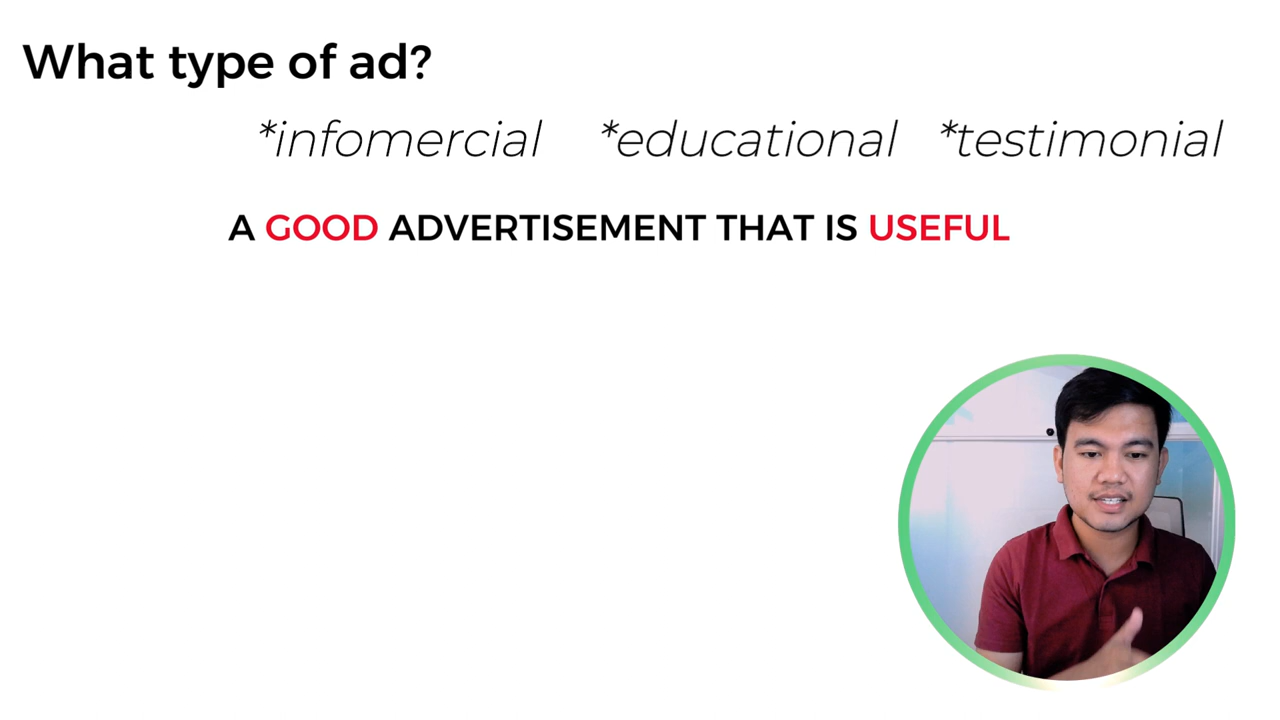 What type of ad?
*infomercial *educational *testimonial
A GOOD ADVERTISEMENT THAT IS USEFUL